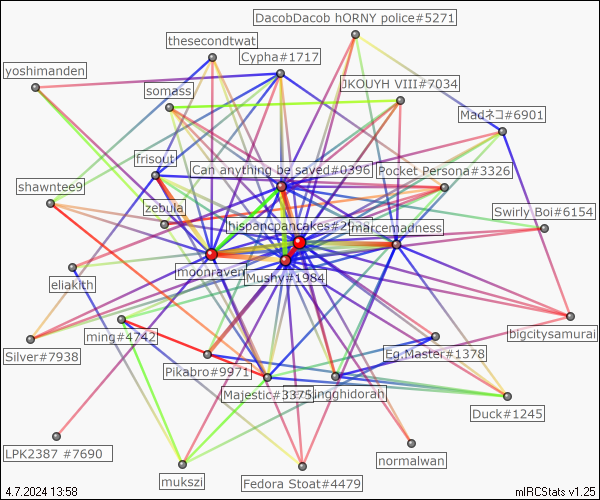 DacobDacob hORNY police#5271
thesecondtwat
Cypha#1717
yoshimanden
somass
JKOUYH VIII#7034
Madネコ#6901
frisout
Can anything be saved#0396
Pocket Persona#3326
shawntee9
zebula
hispancpancakes#2
marcemadness
Swirly Boi#6154
moonraven
Mushy#1984
eliakith
ming#4742
bigcitysamurai
Silver#7938
Pikabro#9971
Eg.Master#1378
Majestic#3375
ingghidorah
Duck#1245
LPK2387 #7690
mukszi
Fedora Stoat#4479
normalwan
4.7.2024 13:58
mIRCStats v1.25